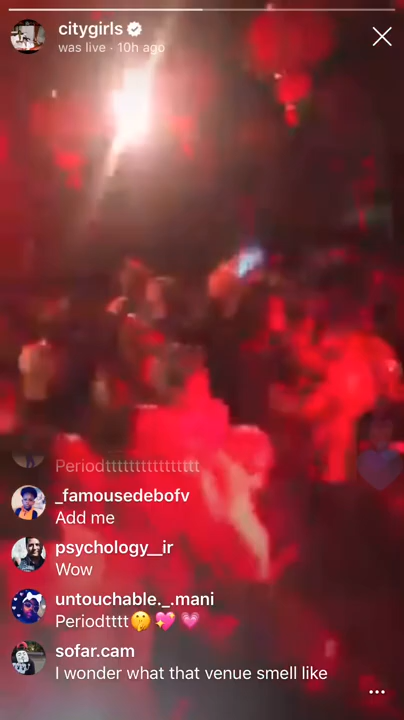 citygirls
was live · 10h ago
Periodtttttttttttttttt
_famousedebofv
Add me
psychology__ir
Wow
untouchable._.mani
Periodtttt🤫💖💗
sofar.cam
I wonder what that venue smell like